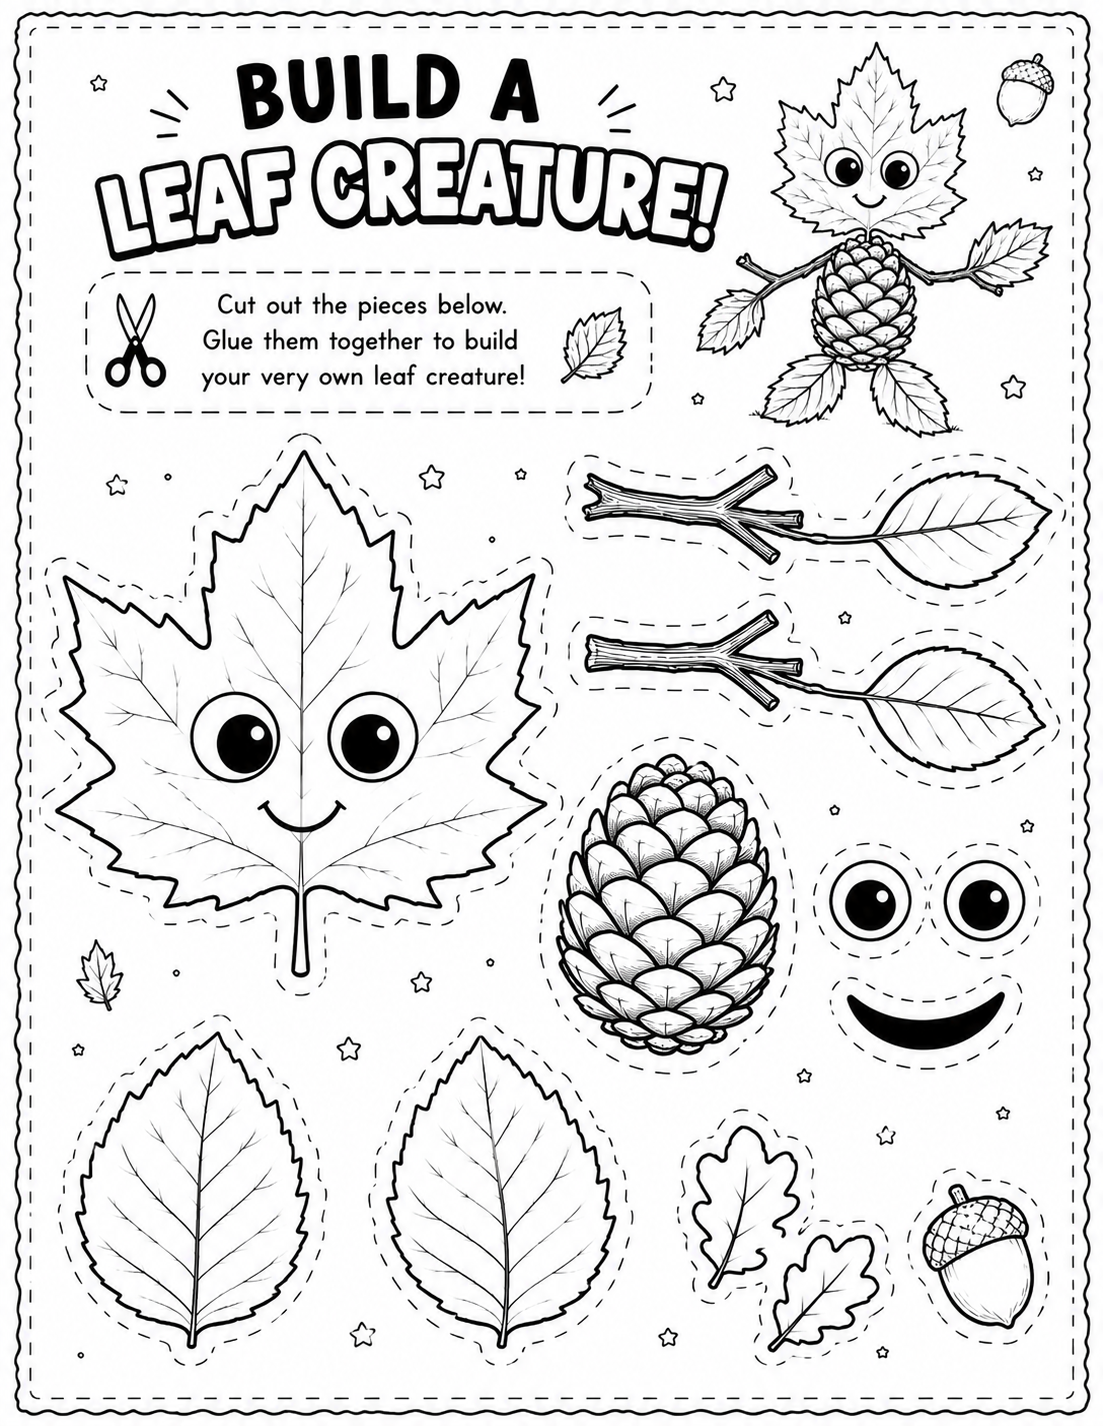 BUILD A
LEAF CREATURE!
Cut out the pieces below.
Glue them together to build
your very own leaf creature!